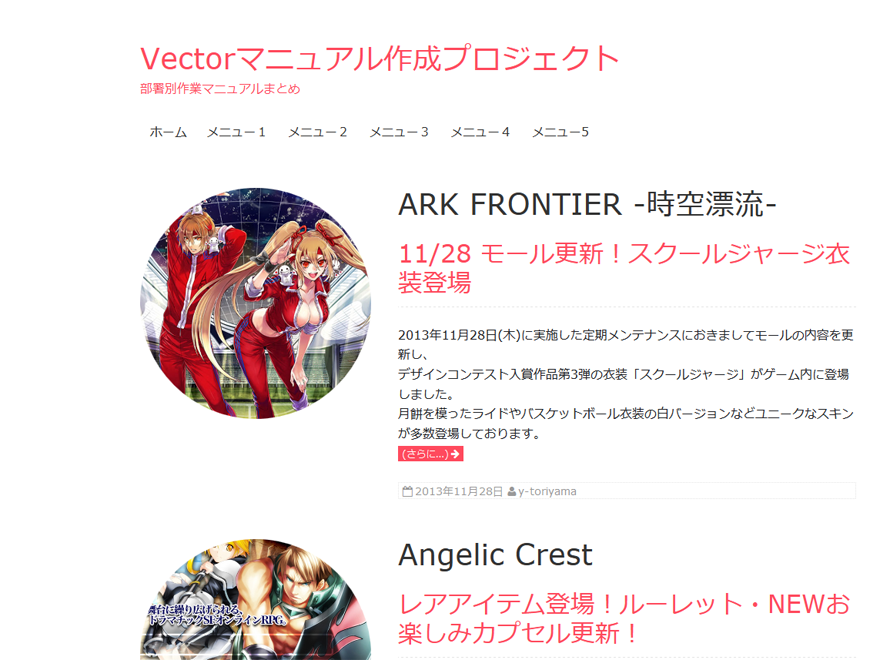 Vectorマニュアル作成プロジェクト
部署別作業マニュアルまとめ
ホーム メニュー１ メニュー２ メニュー３ メニュー４ メニュー5
ARK FRONTIER -時空漂流-
11/28 モール更新！スクールジャージ衣
装登場
2013年11月28日(木)に実施した定期メンテナンスにおきましてモールの内容を更
新し、
デザインコンテスト入賞作品第3弾の衣装「スクールジャージ」がゲーム内に登場
しました。
月餅を模ったライドやバスケットボール衣装の白バージョンなどユニークなスキン
が多数登場しております。
(さらに…)
2013年11月28日 y-toriyama
Angelic Crest
舞台に繰り広げられる、
ドラマチックSFオンラインRPG。
レアアイテム登場！ルーレット・NEWお
楽しみカプセル更新！